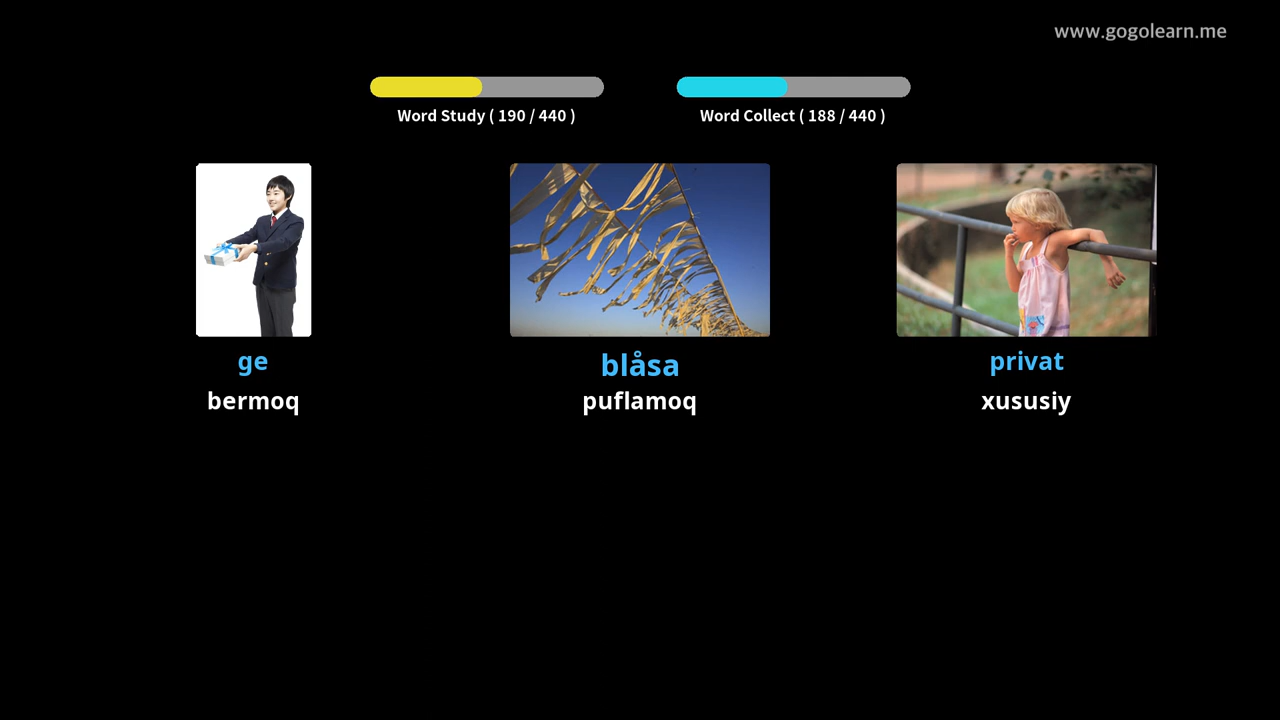 www.gogolearn.me
Word Study ( 190 / 440 )
Word Collect ( 188 / 440 )
ge
blåsa
privat
bermoq
puflamoq
xususiy